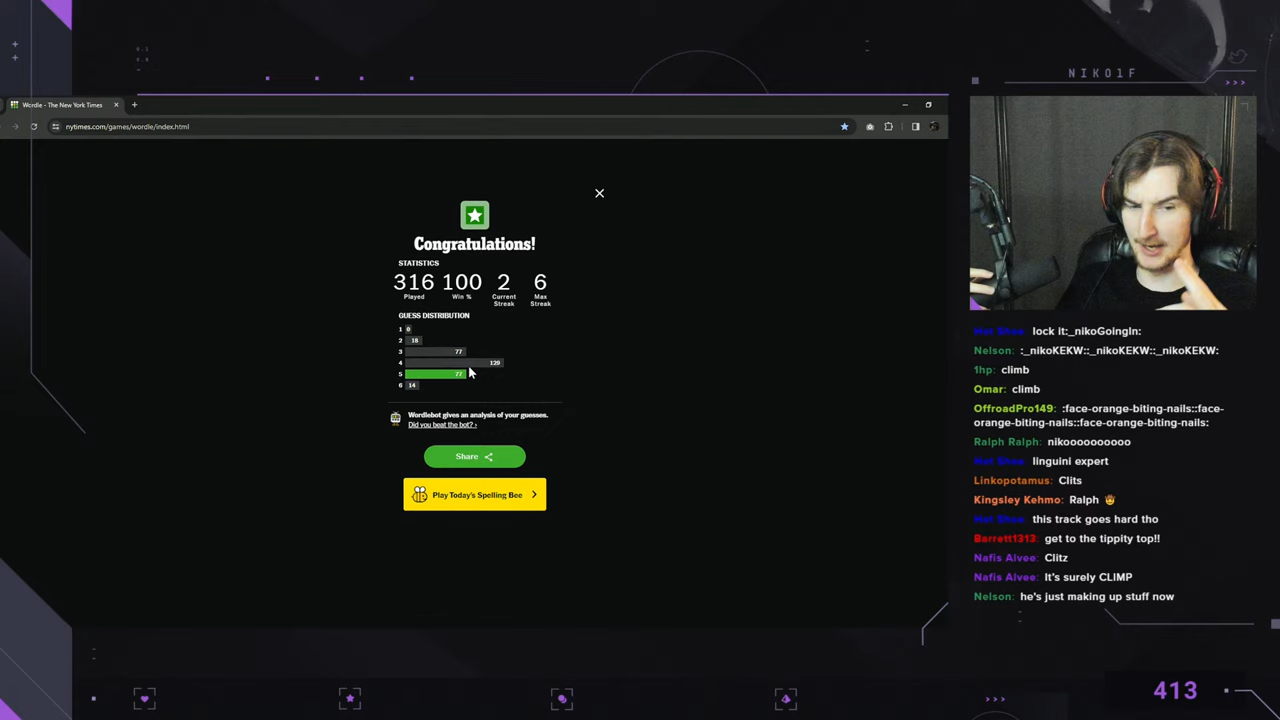 NIKO1F
Wordle - The New York Times
nytimes.com/games/wordle/index.html
Congratulations!
STATISTICS
316 100 2 6
Played Win % Current Streak Max Streak
GUESS DISTRIBUTION
1 0
2 18
3 77
4 129
5 77
6 14
Wordlebot gives an analysis of your guesses.
Did you beat the bot? ›
Share
Play Today's Spelling Bee
lock it:_nikoGoingIn:
Nelson: :_nikoKEKW::_nikoKEKW::_nikoKEKW:
1hp: climb
Omar: climb
OffroadPro149: :face-orange-biting-nails::face-
orange-biting-nails::face-orange-biting-nails:
Ralph Ralph: nikoooooooooo
linguini expert
Linkopotamus: Clits
Kingsley Kehmo: Ralph
this track goes hard tho
Barrett1313: get to the tippity top!!
Nafis Alvee: Clitz
Nafis Alvee: It's surely CLIMP
Nelson: he's just making up stuff now
413